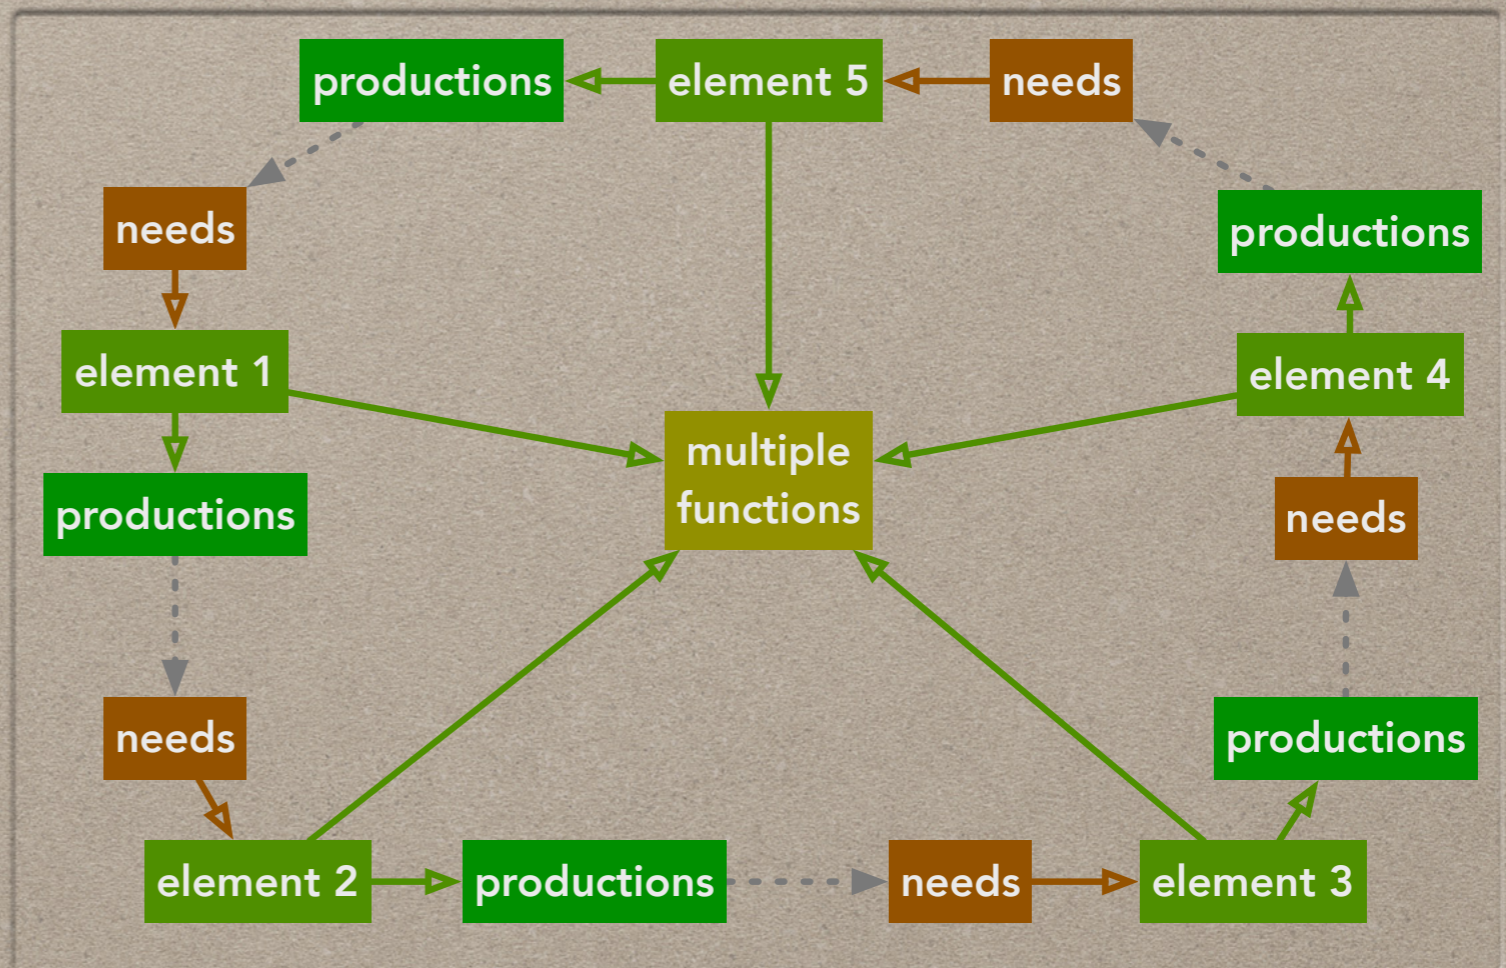 productions
element 5
needs
needs
productions
element 1
element 4
multiple
functions
productions
needs
needs
productions
element 2
productions
needs
element 3